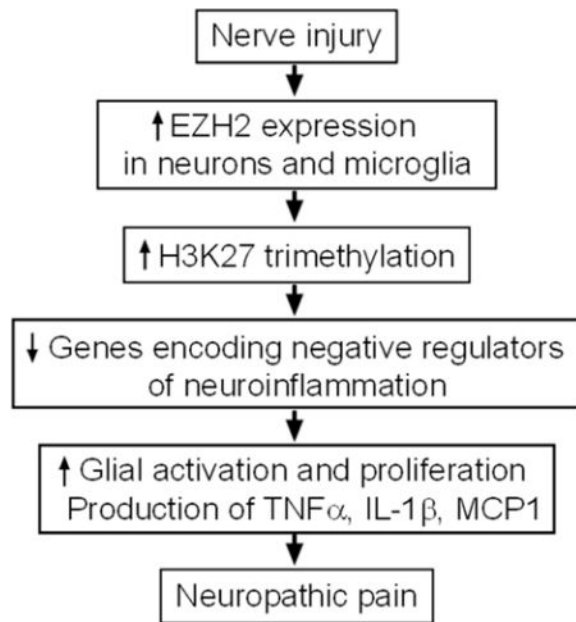 Nerve injury
↑EZH2 expression
in neurons and microglia
↑H3K27 trimethylation
↓ Genes encoding negative regulators
of neuroinflammation
↑ Glial activation and proliferation
Production of TNFα, IL-1β, MCP1
Neuropathic pain